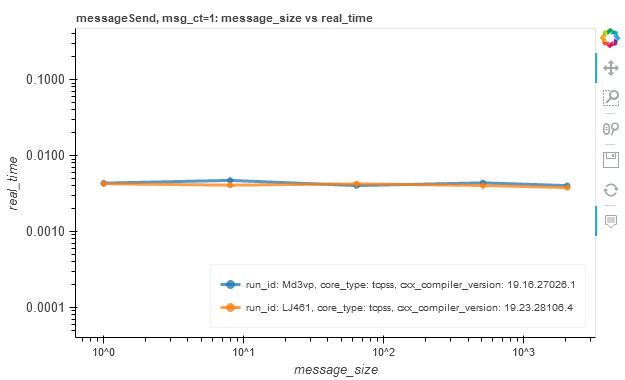 messageSend, msg_ct=1: message_size vs real_time
0.1000
0.0100
0.0010
0.0001
real_time
run_id: Md3vp, core_type: tcpss, cxx_compiler_version: 19.16.27026.1
run_id: LJ461, core_type: tcpss, cxx_compiler_version: 19.23.28106.4
10^0
10^1
10^2
10^3
message_size